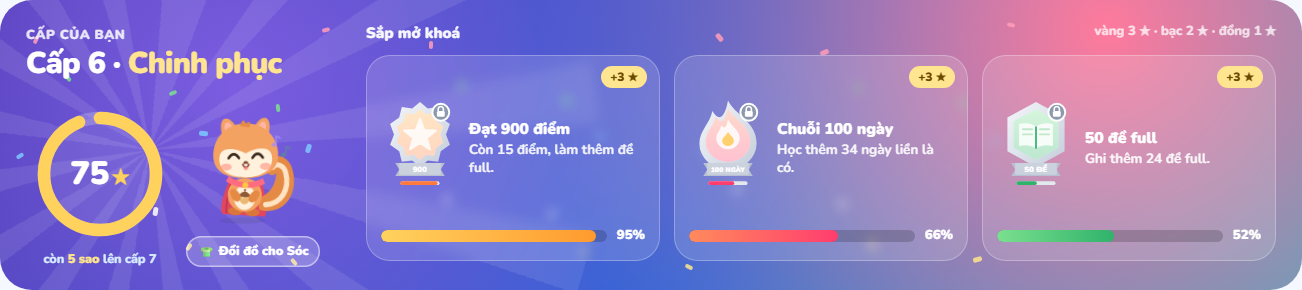 CẤP CỦA BẠN
Cấp 6 · Chinh phục
75★
còn 5 sao lên cấp 7
Đổi đồ cho Sóc
Sắp mở khoá
vàng 3 ★ · bạc 2 ★ · đồng 1 ★
+3 ★
900
Đạt 900 điểm
Còn 15 điểm, làm thêm đề
full.
95%
+3 ★
100 NGÀY
Chuỗi 100 ngày
Học thêm 34 ngày liền là
có.
66%
+3 ★
50 ĐỀ
50 đề full
Ghi thêm 24 đề full.
52%